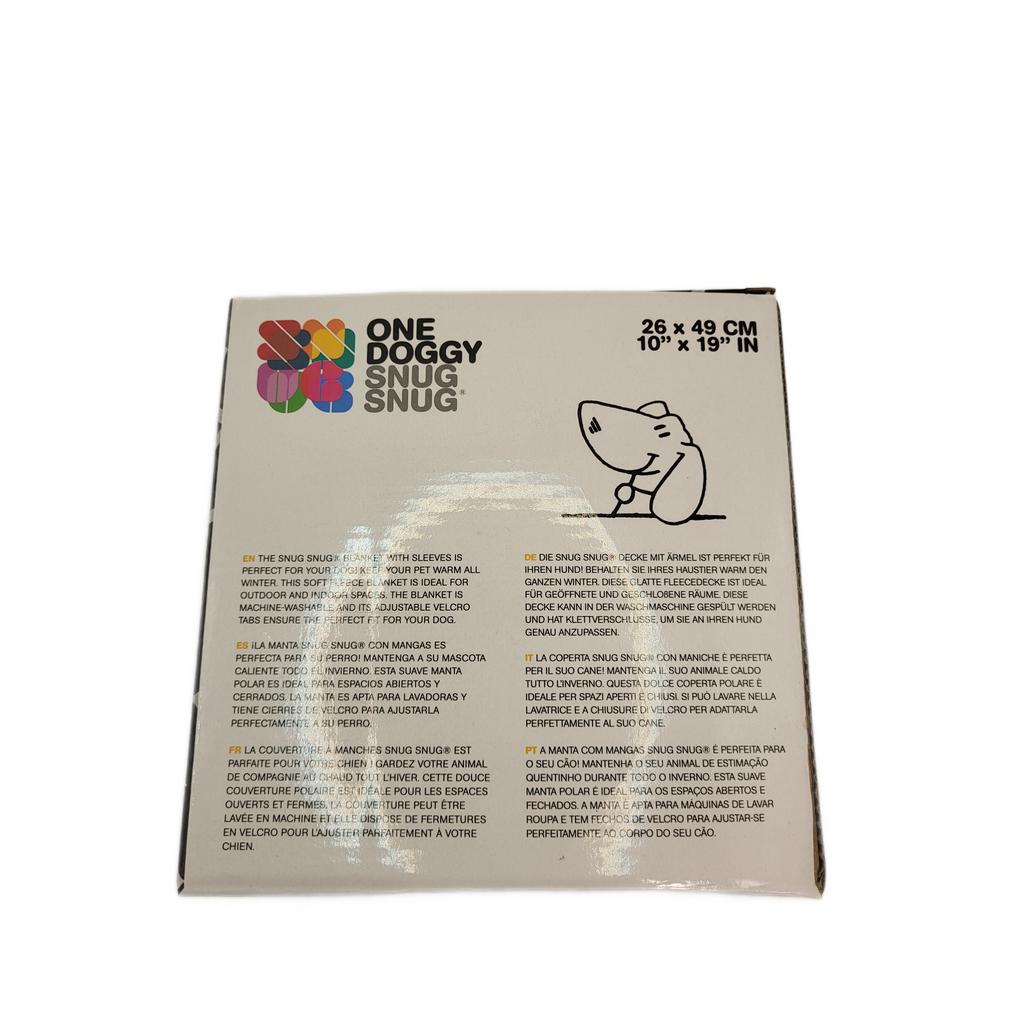 SNUG
ONE
DOGGY
SNUG
SNUG®
26 x 49 CM
10" x 19" IN
EN THE SNUG SNUG® BLANKET WITH SLEEVES IS
PERFECT FOR YOUR DOG! KEEP YOUR PET WARM ALL
WINTER. THIS SOFT FLEECE BLANKET IS IDEAL FOR
OUTDOOR AND INDOOR SPACES. THE BLANKET IS
MACHINE-WASHABLE AND ITS ADJUSTABLE VELCRO
TABS ENSURE THE PERFECT FIT FOR YOUR DOG.
ES ¡LA MANTA SNUG SNUG® CON MANGAS ES
PERFECTA PARA SU PERRO! MANTENGA A SU MASCOTA
CALIENTE TODO EL INVIERNO. ESTA SUAVE MANTA
POLAR ES IDEAL PARA ESPACIOS ABIERTOS Y
CERRADOS. LA MANTA ES APTA PARA LAVADORAS Y
TIENE CIERRES DE VELCRO PARA AJUSTARLA
PERFECTAMENTE A SU PERRO.
FR LA COUVERTURE À MANCHES SNUG SNUG® EST
PARFAITE POUR VOTRE CHIEN ! GARDEZ VOTRE ANIMAL
DE COMPAGNIE AU CHAUD TOUT L'HIVER. CETTE DOUCE
COUVERTURE POLAIRE EST IDÉALE POUR LES ESPACES
OUVERTS ET FERMÉS. LA COUVERTURE PEUT ÊTRE
LAVÉE EN MACHINE ET ELLE DISPOSE DE FERMETURES
EN VELCRO POUR L'AJUSTER PARFAITEMENT À VOTRE
CHIEN.
DE DIE SNUG SNUG® DECKE MIT ÄRMEL IST PERFEKT FÜR
IHREN HUND! BEHALTEN SIE IHRES HAUSTIER WARM DEN
GANZEN WINTER. DIESE GLATTE FLEECEDECKE IST IDEAL
FÜR GEÖFFNETE UND GESCHLOßENE RÄUME. DIESE
DECKE KANN IN DER WASCHMASCHINE GESPÜLT WERDEN
UND HAT KLETTVERSCHLÜSSE, UM SIE AN IHREN HUND
GENAU ANZUPASSEN.
IT LA COPERTA SNUG SNUG® CON MANICHE È PERFETTA
PER IL SUO CANE! MANTENGA IL SUO ANIMALE CALDO
TUTTO L'INVERNO. QUESTA DOLCE COPERTA POLARE È
IDEALE PER SPAZI APERTI E CHIUSI. SI PUÒ LAVARE NELLA
LAVATRICE E A CHIUSURE DI VELCRO PER ADATTARLA
PERFETTAMENTE AL SUO CANE.
PT A MANTA COM MANGAS SNUG SNUG® É PERFEITA PARA
O SEU CÃO! MANTENHA O SEU ANIMAL DE ESTIMAÇÃO
QUENTINHO DURANTE TODO O INVERNO. ESTA SUAVE
MANTA POLAR É IDEAL PARA OS ESPAÇOS ABERTOS E
FECHADOS. A MANTA É APTA PARA MÁQUINAS DE LAVAR
ROUPA E TEM FECHOS DE VELCRO PARA AJUSTAR-SE
PERFEITAMENTE AO CORPO DO SEU CÃO.